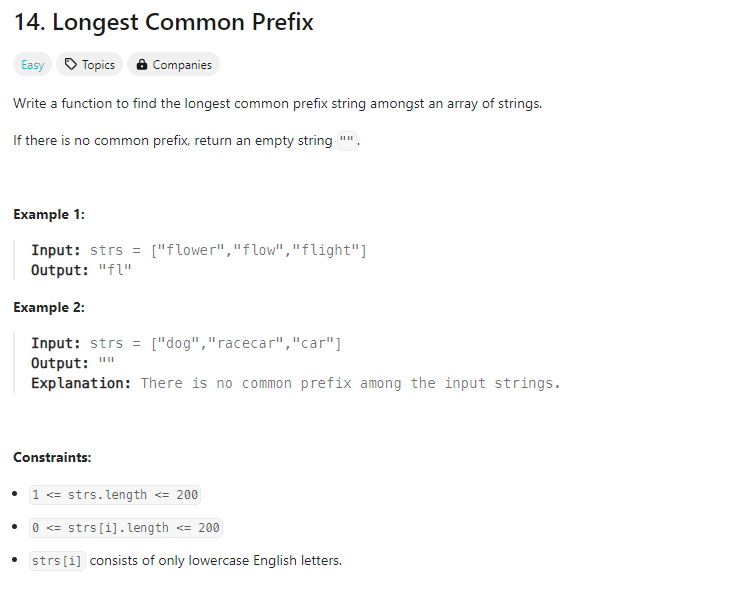 14. Longest Common Prefix
Easy Topics Companies
Write a function to find the longest common prefix string amongst an array of strings.
If there is no common prefix, return an empty string "".
Example 1:
Input: strs = ["flower","flow","flight"]
Output: "fl"
Example 2:
Input: strs = ["dog","racecar","car"]
Output: ""
Explanation: There is no common prefix among the input strings.
Constraints:
• 1 <= strs.length <= 200
• 0 <= strs[i].length <= 200
• strs[i] consists of only lowercase English letters.